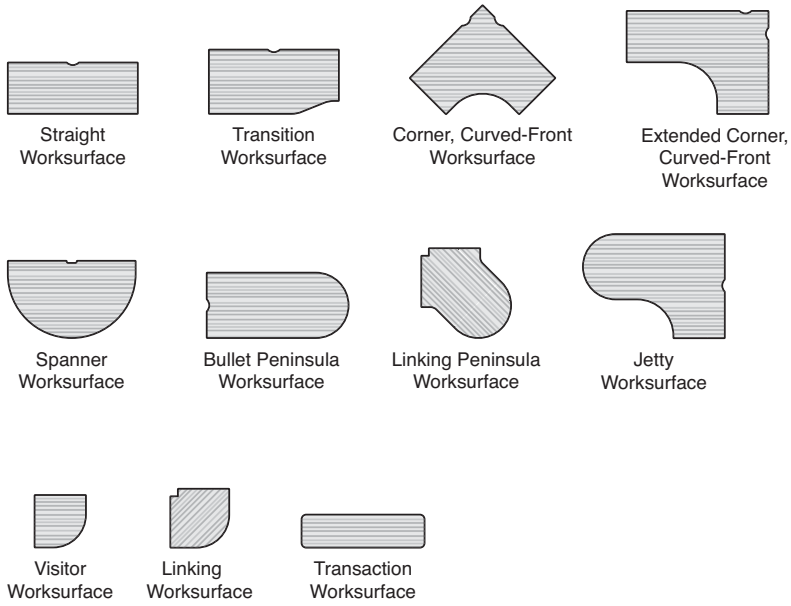 Straight
Worksurface
Transition
Worksurface
Corner, Curved-Front
Worksurface
Extended Corner,
Curved-Front
Worksurface
Spanner
Worksurface
Bullet Peninsula
Worksurface
Linking Peninsula
Worksurface
Jetty
Worksurface
Visitor
Worksurface
Linking
Worksurface
Transaction
Worksurface